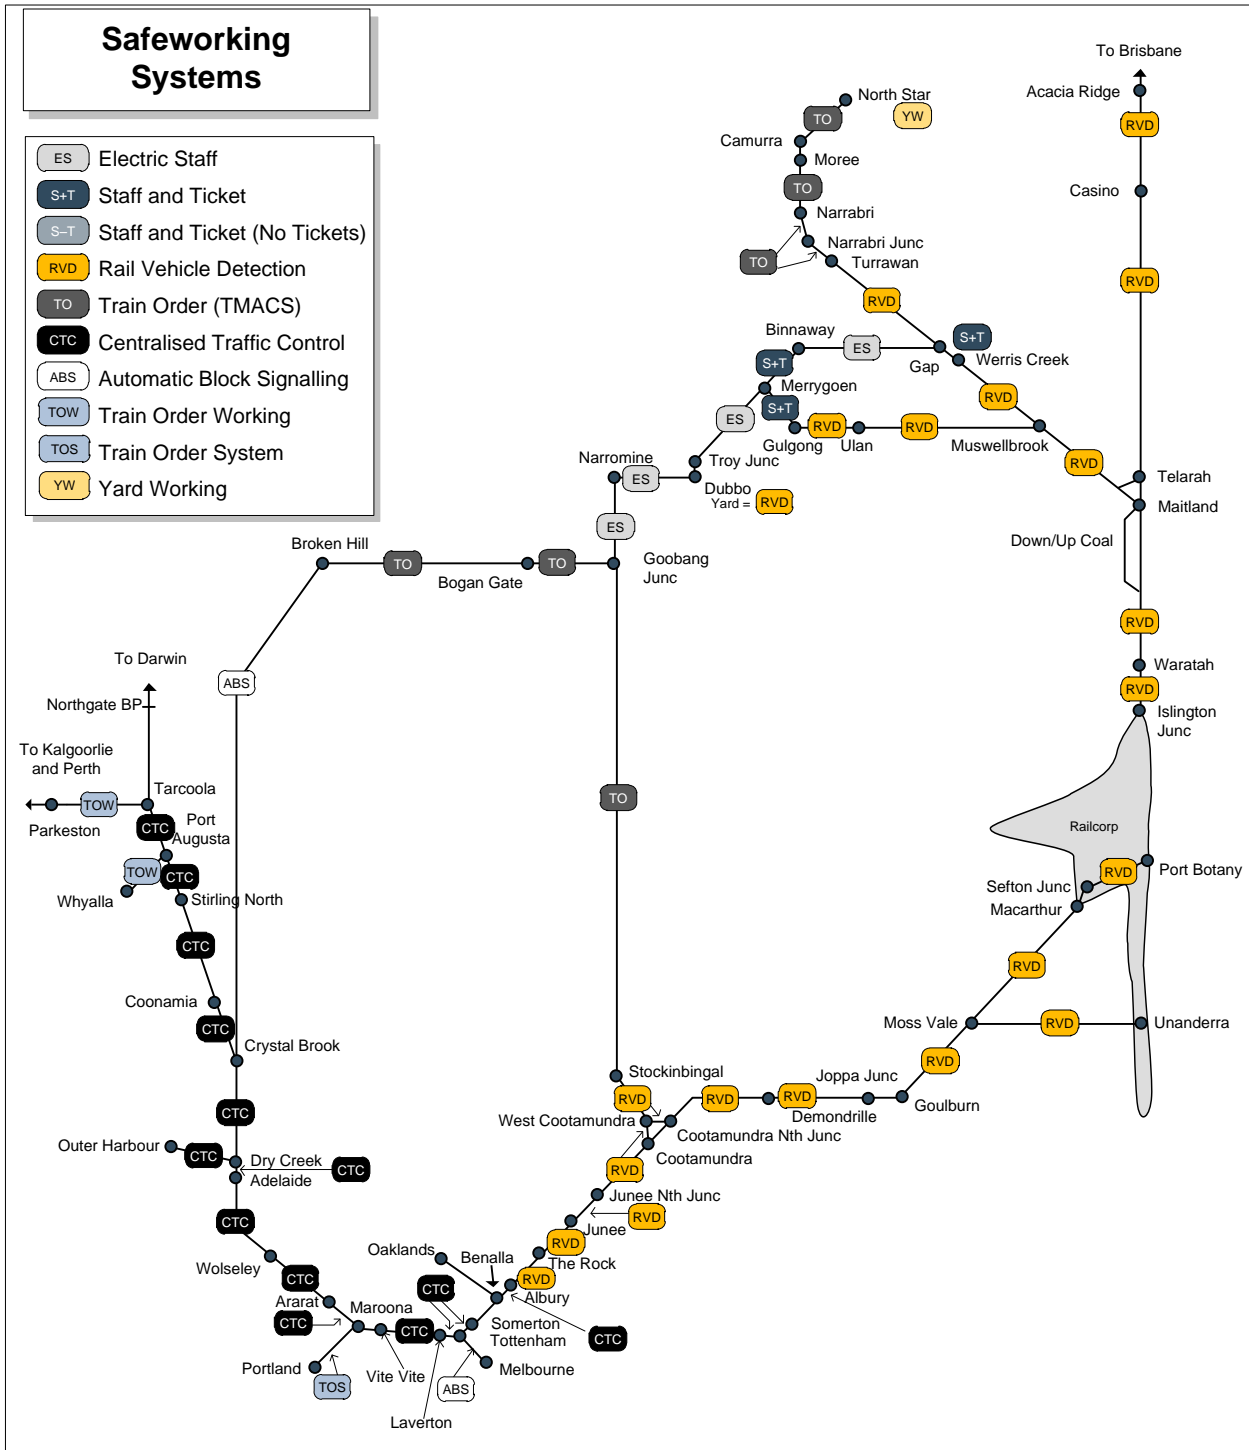 Safeworking
Systems
ES Electric Staff
S+T Staff and Ticket
S–T Staff and Ticket (No Tickets)
RVD Rail Vehicle Detection
TO Train Order (TMACS)
CTC Centralised Traffic Control
ABS Automatic Block Signalling
TOW Train Order Working
TOS Train Order System
YW Yard Working
To Brisbane
Acacia Ridge
RVD
Casino
RVD
North Star
TO
YW
Camurra
Moree
TO
Narrabri
Narrabri Junc
TO
Turrawan
RVD
Binnaway
ES
S+T
Gap
Werris Creek
S+T
Merrygoen
S+T
RVD
ES
Gulgong
RVD
Ulan
RVD
Muswellbrook
RVD
Narromine
ES
Troy Junc
Dubbo
Yard =
RVD
ES
Telarah
Maitland
Down/Up Coal
Broken Hill
TO
Bogan Gate
TO
Goobang
Junc
RVD
Waratah
RVD
Islington
Junc
To Darwin
ABS
Northgate BP
To Kalgoorlie
and Perth
Tarcoola
TOW
Parkeston
CTC
Port
Augusta
TOW
CTC
Whyalla
Stirling North
TO
Railcorp
RVD
Port Botany
Sefton Junc
Macarthur
CTC
RVD
Coonamia
CTC
Crystal Brook
Moss Vale
RVD
Unanderra
RVD
Stockinbingal
RVD
RVD
RVD
Joppa Junc
Demondrille
Goulburn
CTC
West Cootamundra
Cootamundra Nth Junc
Cootamundra
Outer Harbour
CTC
Dry Creek
CTC
Adelaide
RVD
Junee Nth Junc
CTC
RVD
Junee
RVD
Oaklands
Benalla
The Rock
Wolseley
CTC
CTC
RVD
Albury
Ararat
CTC
Maroona
CTC
Somerton
Tottenham
CTC
Portland
TOS
Vite Vite
ABS
Melbourne
Laverton